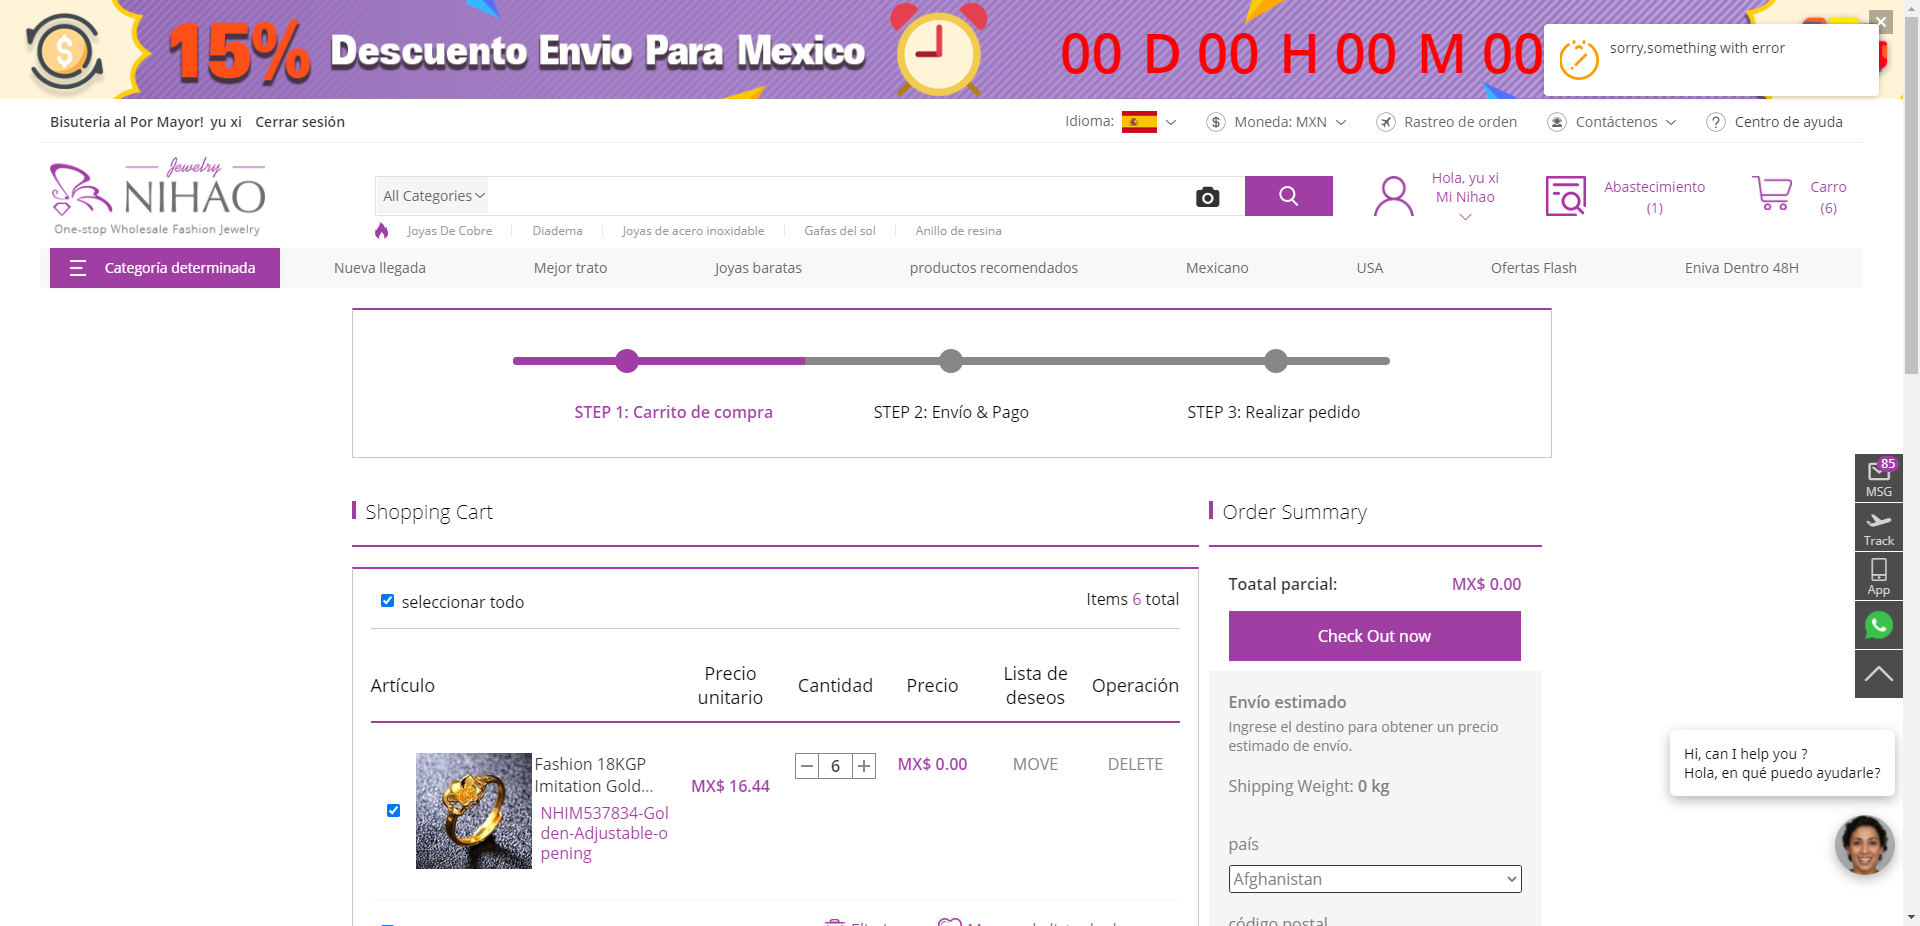 15% Descuento Envio Para Mexico
00 D 00 H 00 M 00
sorry,something with error
Bisuteria al Por Mayor! yu xi Cerrar sesión
Idioma:
Moneda: MXN
Rastreo de orden
Contáctenos
Centro de ayuda
Jewelry
NIHAO
One-stop Wholesale Fashion Jewelry
All Categories
Hola, yu xi
Mi Nihao
Abastecimiento
(1)
Carro
(6)
Joyas De Cobre
Diadema
Joyas de acero inoxidable
Gafas del sol
Anillo de resina
Categoría determinada
Nueva llegada
Mejor trato
Joyas baratas
productos recomendados
Mexicano
USA
Ofertas Flash
Eniva Dentro 48H
STEP 1: Carrito de compra
STEP 2: Envío & Pago
STEP 3: Realizar pedido
Shopping Cart
seleccionar todo
Items 6 total
Artículo
Precio unitario
Cantidad
Precio
Lista de deseos
Operación
Fashion 18KGP
Imitation Gold...
NHIM537834-Gol
den-Adjustable-o
pening
MX$ 16.44
6
MX$ 0.00
MOVE
DELETE
Order Summary
Toatal parcial:
MX$ 0.00
Check Out now
Envío estimado
Ingrese el destino para obtener un precio
estimado de envío.
Shipping Weight: 0 kg
país
Afghanistan
código postal
85
MSG
Track
App
Hi, can I help you ?
Hola, en qué puedo ayudarle?